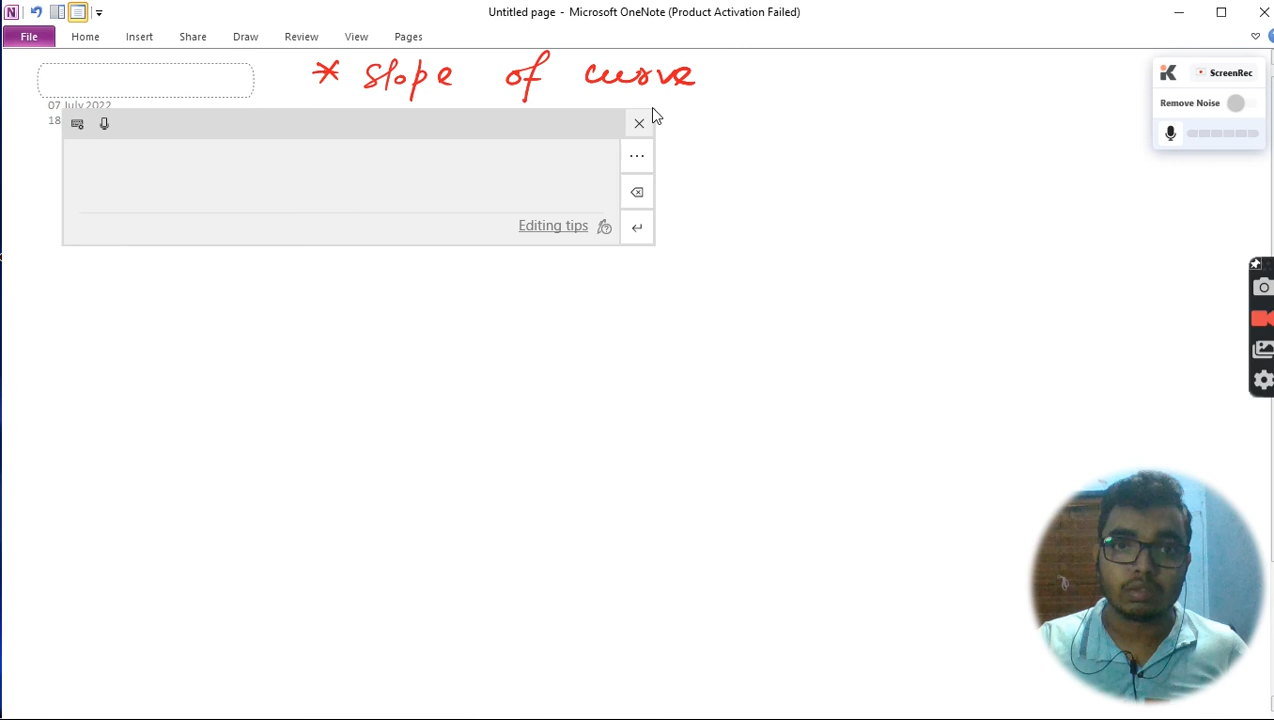 Untitled page - Microsoft OneNote (Product Activation Failed)
File Home Insert Share Draw Review View Pages
* slope of curve
ScreenRec
07 July 2022
Remove Noise
18
Editing tips